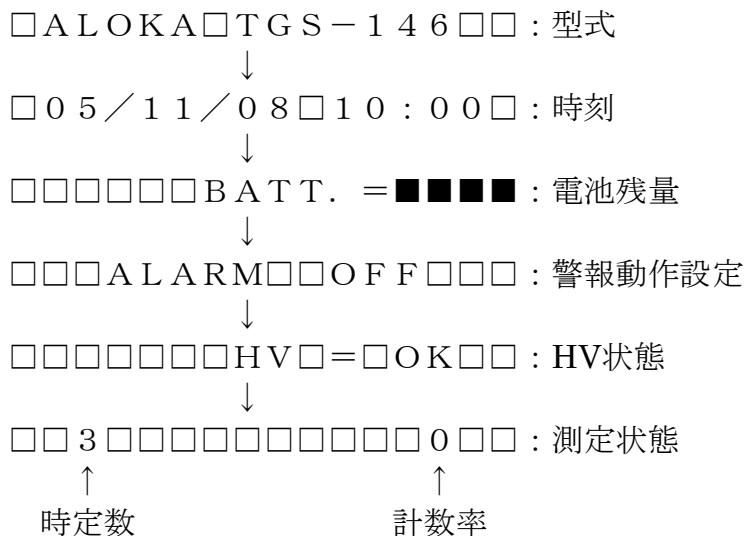 □ＡＬＯＫＡ□ＴＧＳ－１４６□□：型式
↓
□０５／１１／０８□１０：００□：時刻
↓
□□□□□□ＢＡＴＴ．＝■■■■：電池残量
↓
□□□ＡＬＡＲＭ□□ＯＦＦ□□□：警報動作設定
↓
□□□□□□□ＨＶ□＝□ＯＫ□□：HV状態
↓
□□３□□□□□□□□□□０□□：測定状態
↑ ↑
時定数 計数率